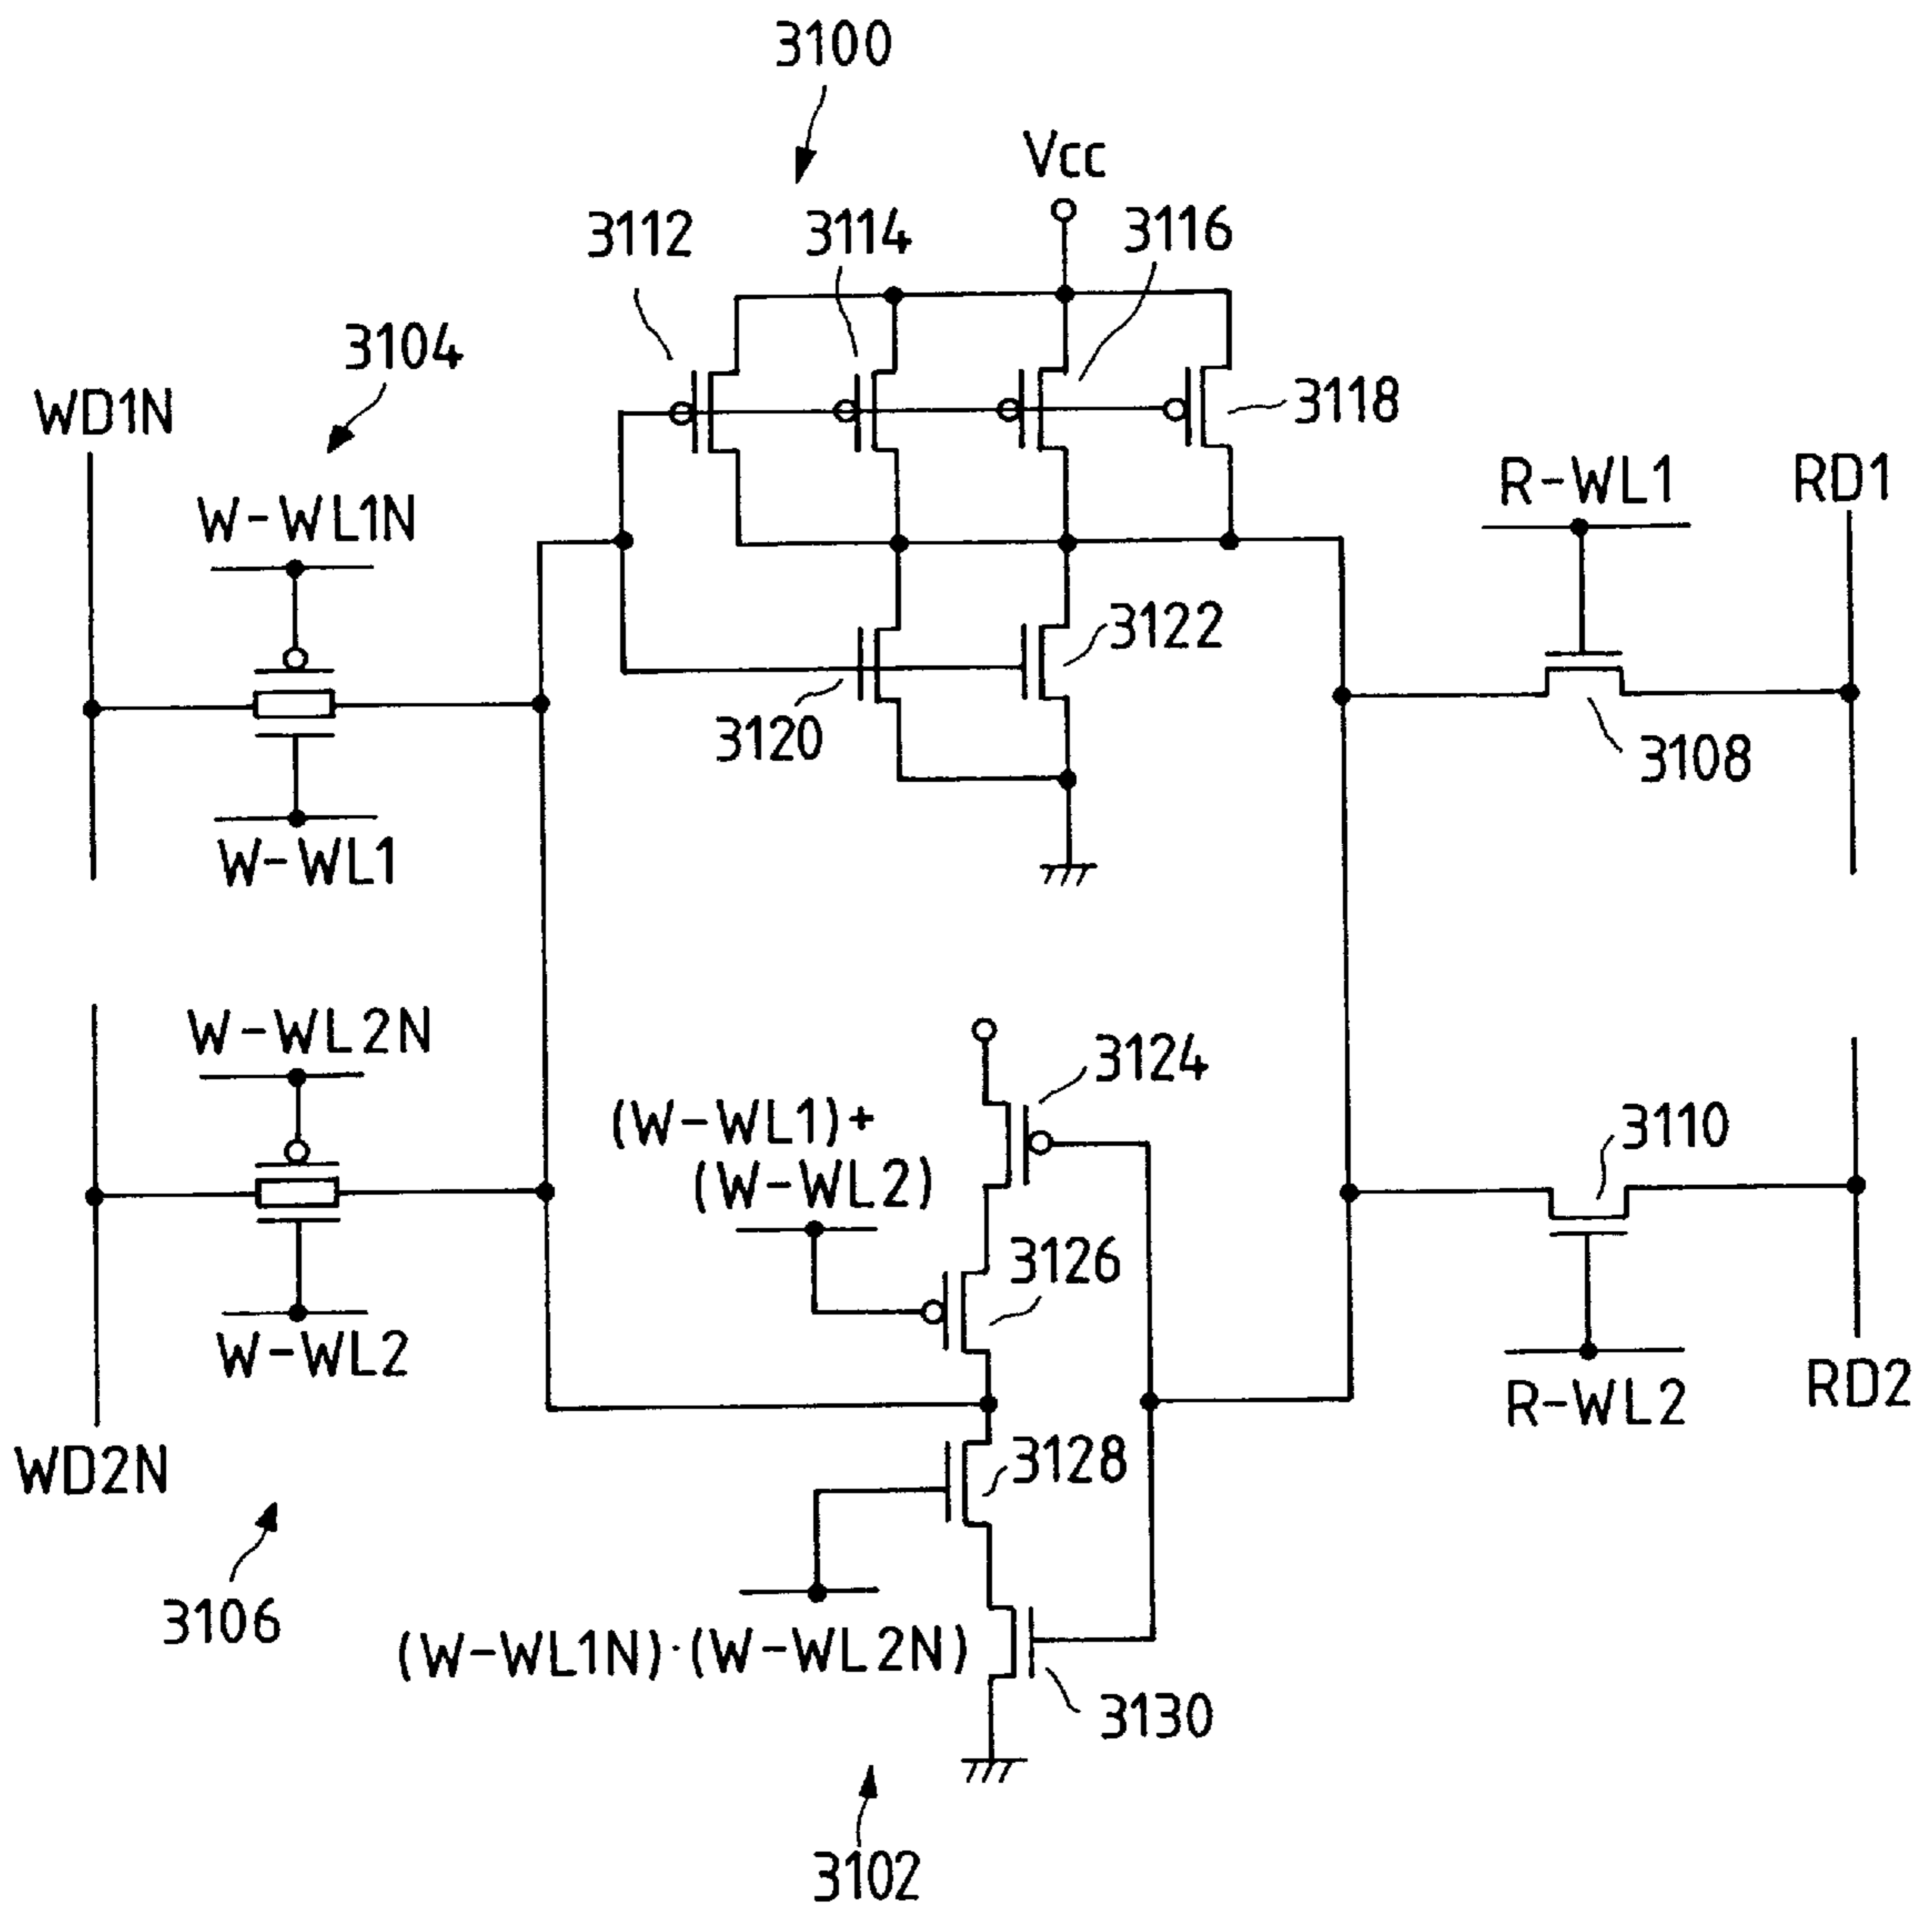 3100
Vcc
3112
3114
3116
3104
3118
WD1N
R-WL1
RD1
W-WL1N
3122
3120
3108
W-WL1
W-WL2N
3124
(W-WL1)+
(W-WL2)
3110
3126
W-WL2
RD2
R-WL2
WD2N
3128
3106
(W-WL1N)·(W-WL2N)
3130
3102